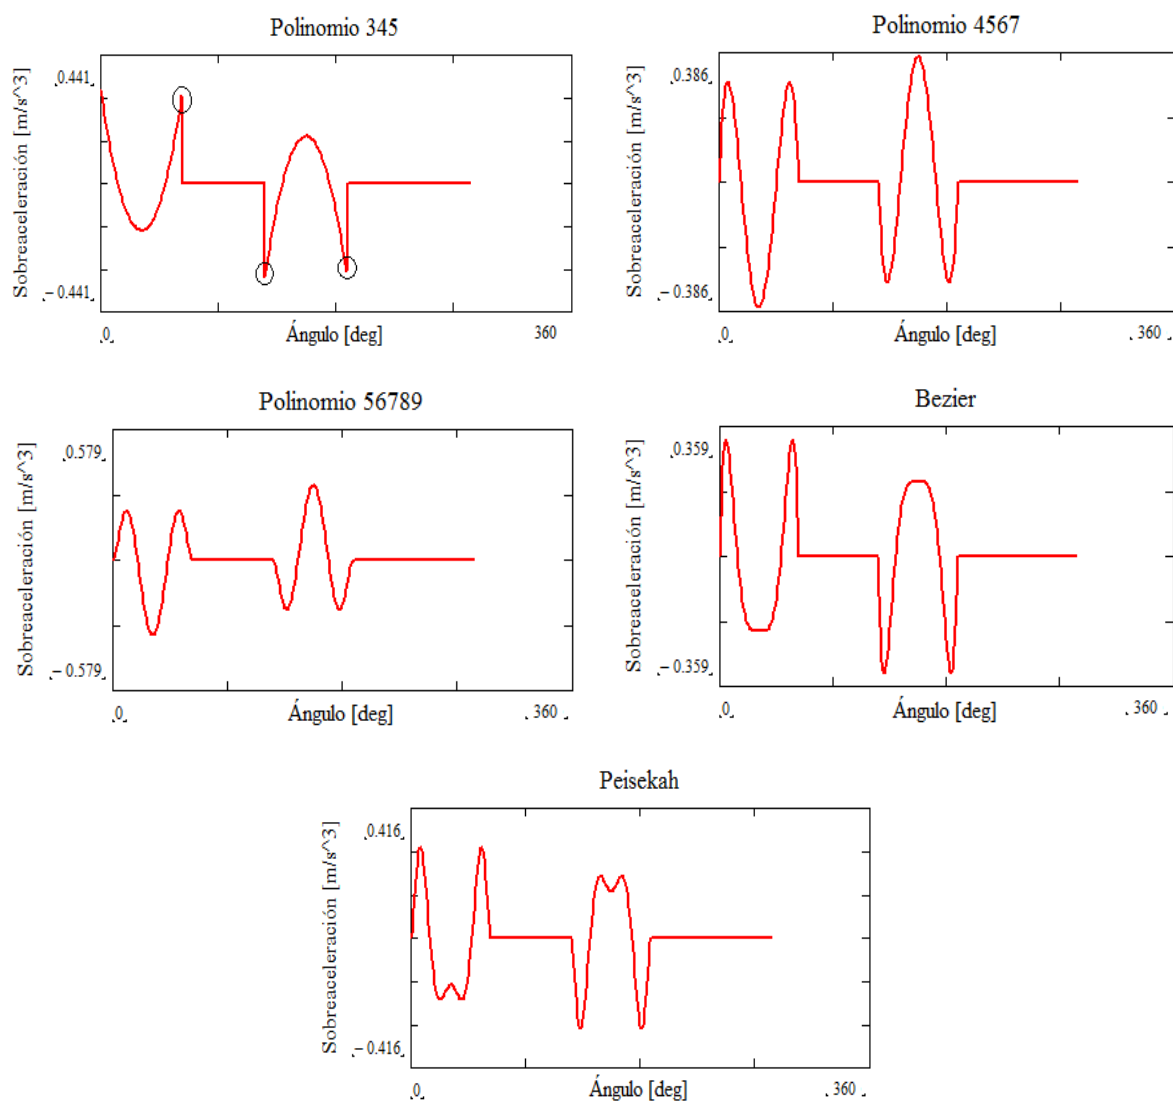 Polinomio 345
Sobreaceleración [m/s^3]
0.441
− 0.441
0
Ángulo [deg]
360
Polinomio 4567
Sobreaceleración [m/s^3]
0.386
− 0.386
0
Ángulo [deg]
360
Polinomio 56789
Sobreaceleración [m/s^3]
0.579
− 0.579
0
Ángulo [deg]
360
Bezier
Sobreaceleración [m/s^3]
0.359
− 0.359
0
Ángulo [deg]
360
Peisekah
Sobreaceleración [m/s^3]
0.416
− 0.416
0
Ángulo [deg]
360